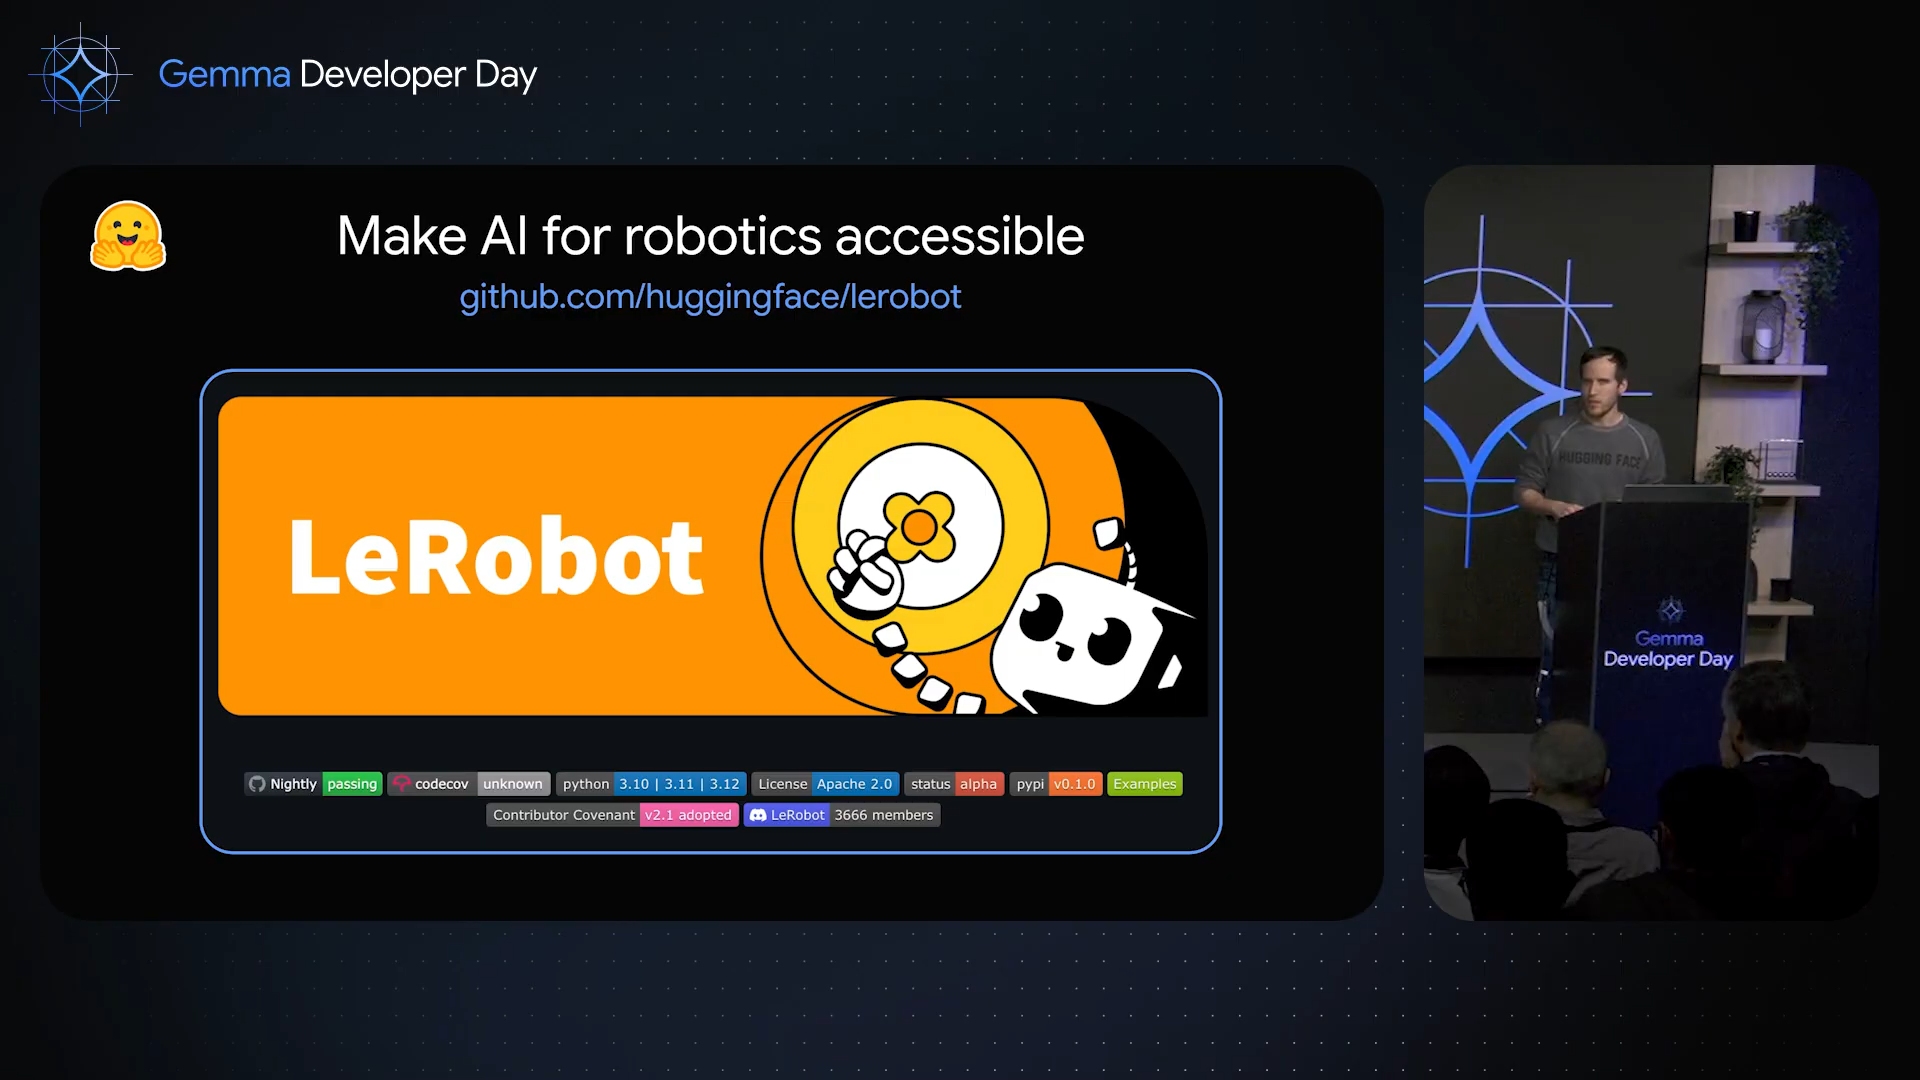 Gemma Developer Day
Make AI for robotics accessible
github.com/huggingface/lerobot
LeRobot
Nightly passing codecov unknown python 3.10 | 3.11 | 3.12 License Apache 2.0 status alpha pypi v0.1.0 Examples
Contributor Covenant v2.1 adopted LeRobot 3666 members
HUGGING FACE
Gemma
Developer Day